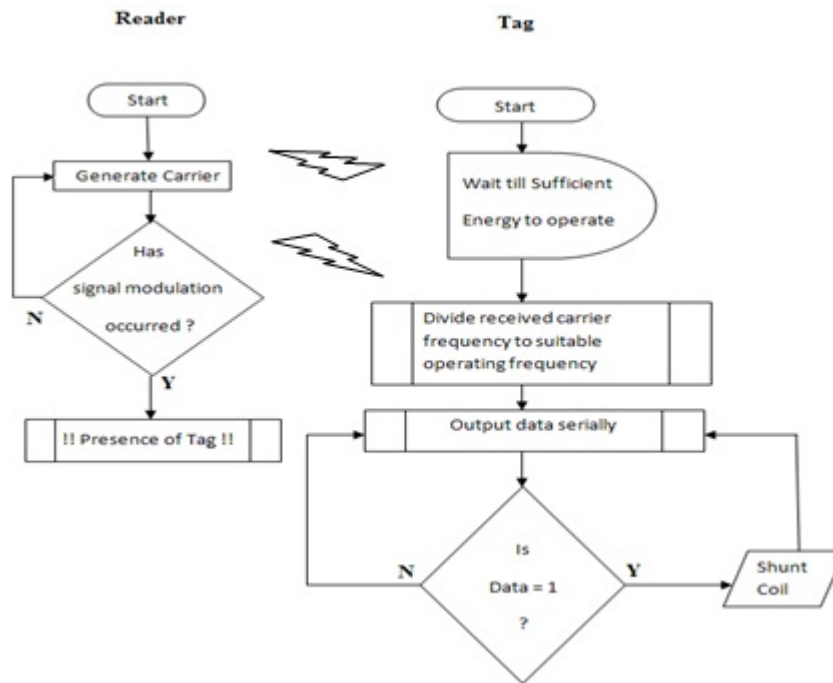 Reader
Start
Generate Carrier
Has
signal modulation
occurred ?
N
Y
!! Presence of Tag !!
Tag
Start
Wait till Sufficient
Energy to operate
Divide received carrier
frequency to suitable
operating frequency
Output data serially
Is
Data = 1
?
N
Y
Shunt
Coil